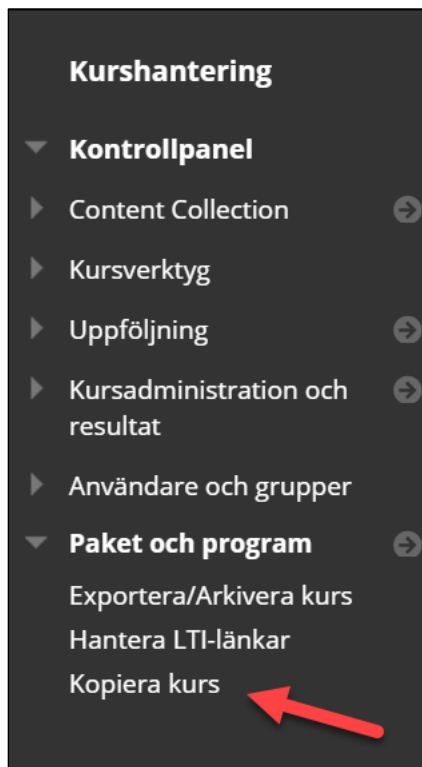 Kurshantering
Kontrollpanel
Content Collection
Kursverktyg
Uppföljning
Kursadministration och
resultat
Användare och grupper
Paket och program
Exportera/Arkivera kurs
Hantera LTI-länkar
Kopiera kurs